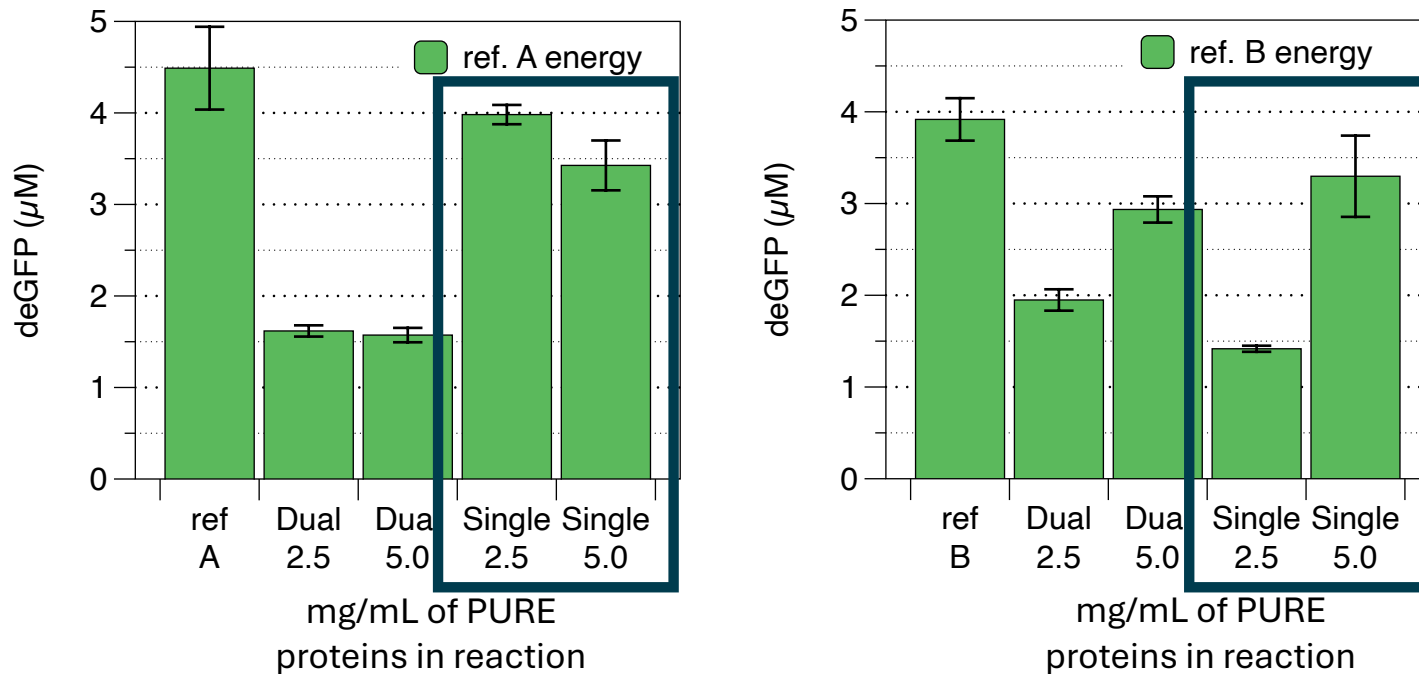 5
4
3
2
1
0
deGFP (µM)
ref. A energy
ref A
Dual 2.5
Dua 5.0
Single 2.5
Single 5.0
mg/mL of PURE
proteins in reaction
5
4
3
2
1
0
deGFP (µM)
ref. B energy
ref B
Dual 2.5
Dua 5.0
Single 2.5
Single 5.0
mg/mL of PURE
proteins in reaction